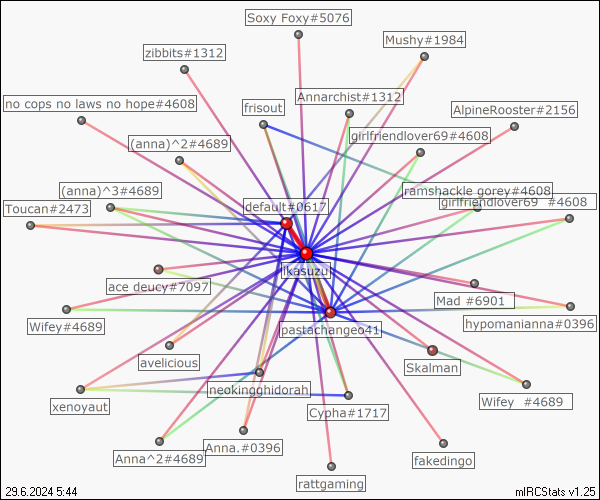 Soxy Foxy#5076
Mushy#1984
zibbits#1312
Annarchist#1312
no cops no laws no hope#4608
frisout
AlpineRooster#2156
(anna)^2#4689
girlfriendlover69#4608
(anna)^3#4689
ramshackle gorey#4608
Toucan#2473
default#0617
girlfriendlover69 #4608
ikasuzu
ace deucy#7097
Mad #6901
Wifey#4689
pastachangeo41
hypomanianna#0396
avelicious
Skalman
neokingghidorah
xenoyaut
Cypha#1717
Wifey #4689
Anna^2#4689
Anna.#0396
fakedingo
rattgaming
29.6.2024 5:44
mIRCStats v1.25